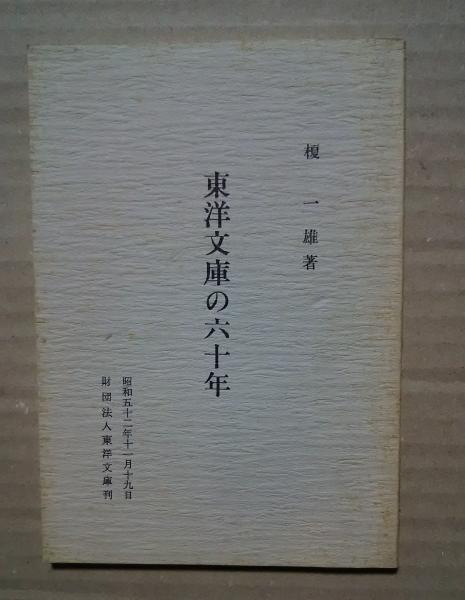 榎一雄著
東洋文庫の六十年
昭和五十二年十一月十九日
財団法人東洋文庫刊